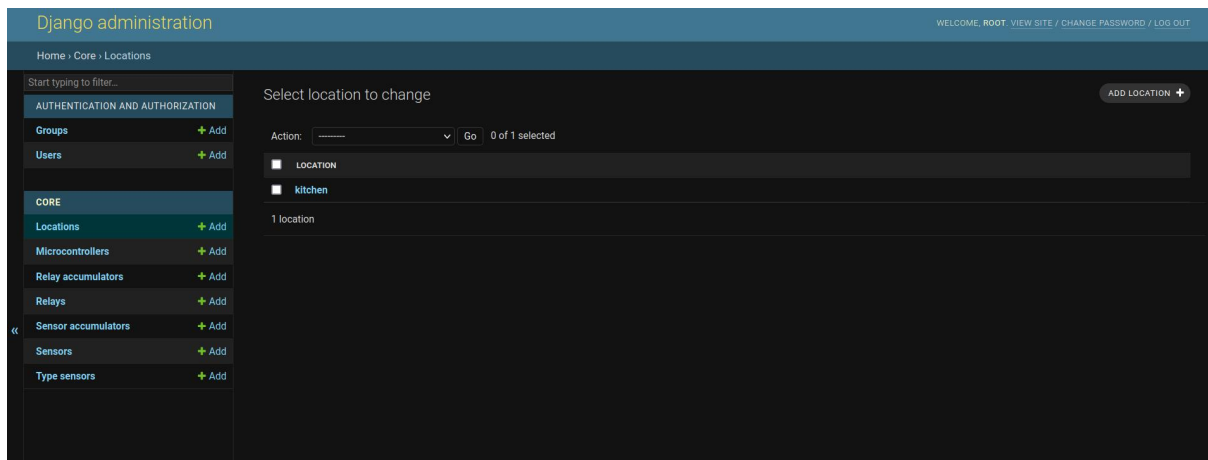 Django administration
WELCOME, ROOT. VIEW SITE / CHANGE PASSWORD / LOG OUT
Home › Core › Locations
Start typing to filter...
AUTHENTICATION AND AUTHORIZATION
Groups + Add
Users + Add
CORE
Locations + Add
Microcontrollers + Add
Relay accumulators + Add
Relays + Add
Sensor accumulators + Add
Sensors + Add
Type sensors + Add
«
Select location to change
ADD LOCATION +
Action: --------- Go 0 of 1 selected
LOCATION
kitchen
1 location